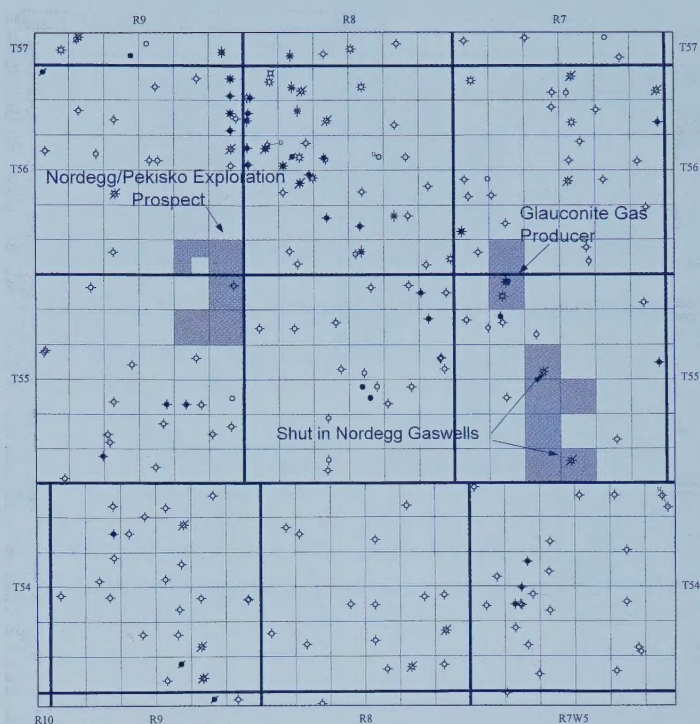 R9 R8 R7
T57 T57
T56 T56
Nordegg/Pekisko Exploration
Prospect
Glauconite Gas
Producer
T55 T55
Shut in Nordegg Gaswells
T54 T54
R10 R9 R8 R7W5